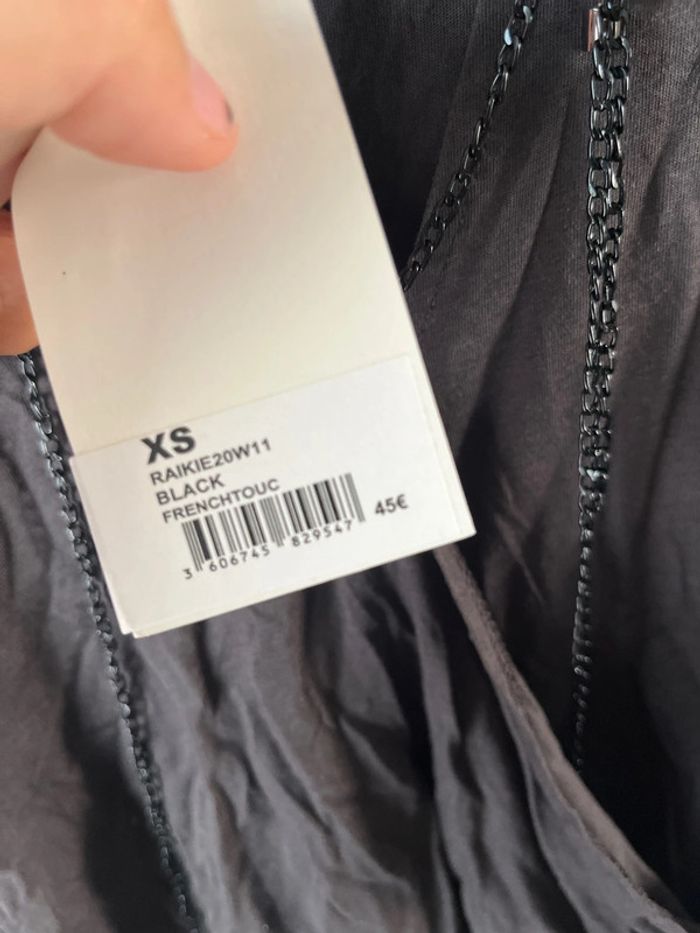 XS
RAIKIE20W11
BLACK
FRENCHTOUC
45€
3 606745 829547